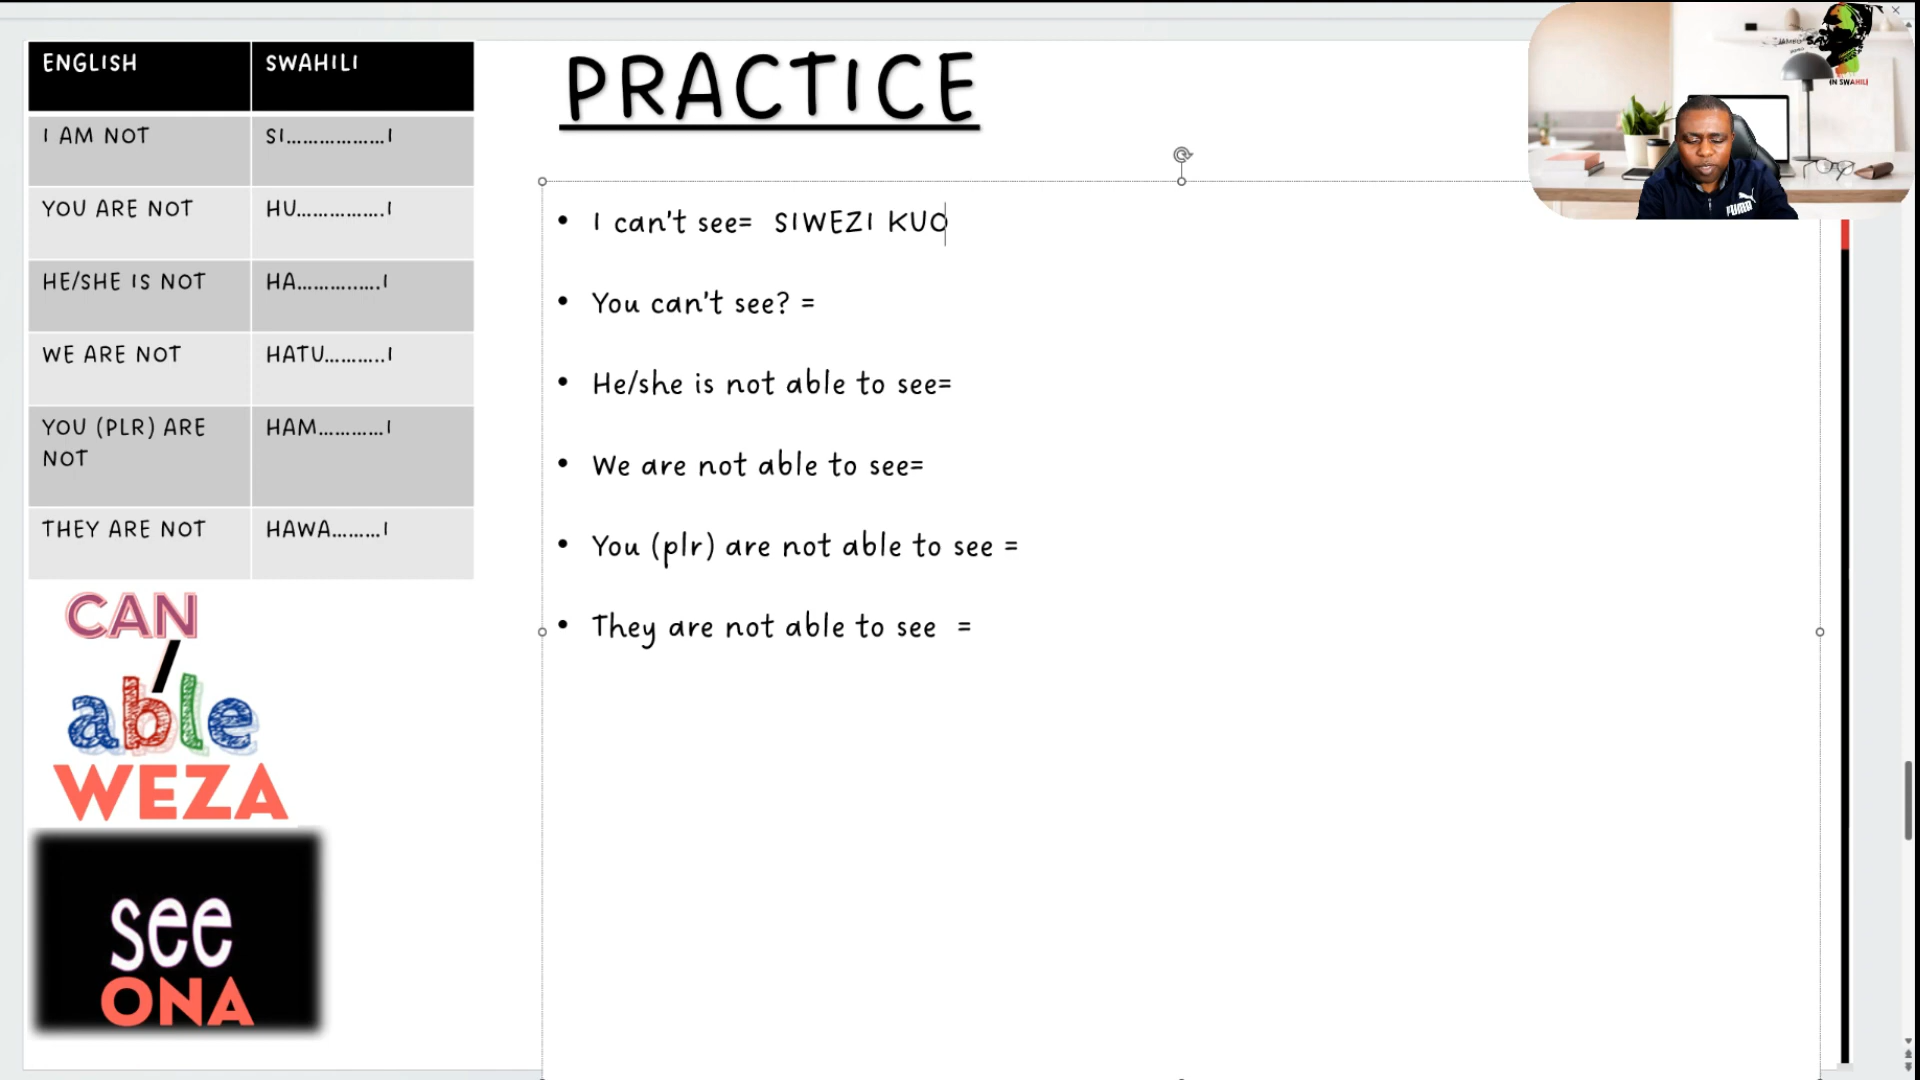 ENGLISH SWAHILI
I AM NOT SI................I
YOU ARE NOT HU................I
HE/SHE IS NOT HA...............I
WE ARE NOT HATU..........I
YOU (PLR) ARE NOT HAM............I
THEY ARE NOT HAWA.........I
CAN
/
able
WEZA
see
ONA
PRACTICE
• I can't see= SIWEZI KUO
• You can't see? =
• He/she is not able to see=
• We are not able to see=
• You (plr) are not able to see =
• They are not able to see =
IN SWAHILI
PUMA